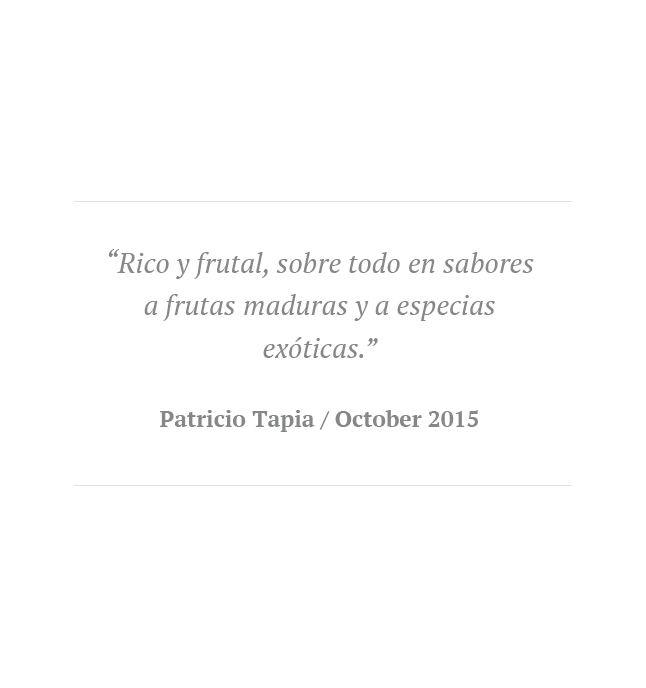 “Rico y frutal, sobre todo en sabores
a frutas maduras y a especias
exóticas.”
Patricio Tapia / October 2015